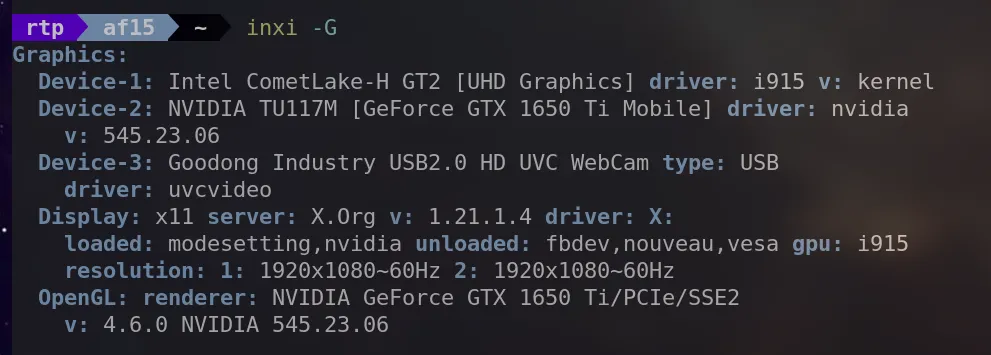 rtp af15 ~ inxi -G
Graphics:
Device-1: Intel CometLake-H GT2 [UHD Graphics] driver: i915 v: kernel
Device-2: NVIDIA TU117M [GeForce GTX 1650 Ti Mobile] driver: nvidia
v: 545.23.06
Device-3: Goodong Industry USB2.0 HD UVC WebCam type: USB
driver: uvcvideo
Display: x11 server: X.Org v: 1.21.1.4 driver: X:
loaded: modesetting,nvidia unloaded: fbdev,nouveau,vesa gpu: i915
resolution: 1: 1920x1080~60Hz 2: 1920x1080~60Hz
OpenGL: renderer: NVIDIA GeForce GTX 1650 Ti/PCIe/SSE2
v: 4.6.0 NVIDIA 545.23.06